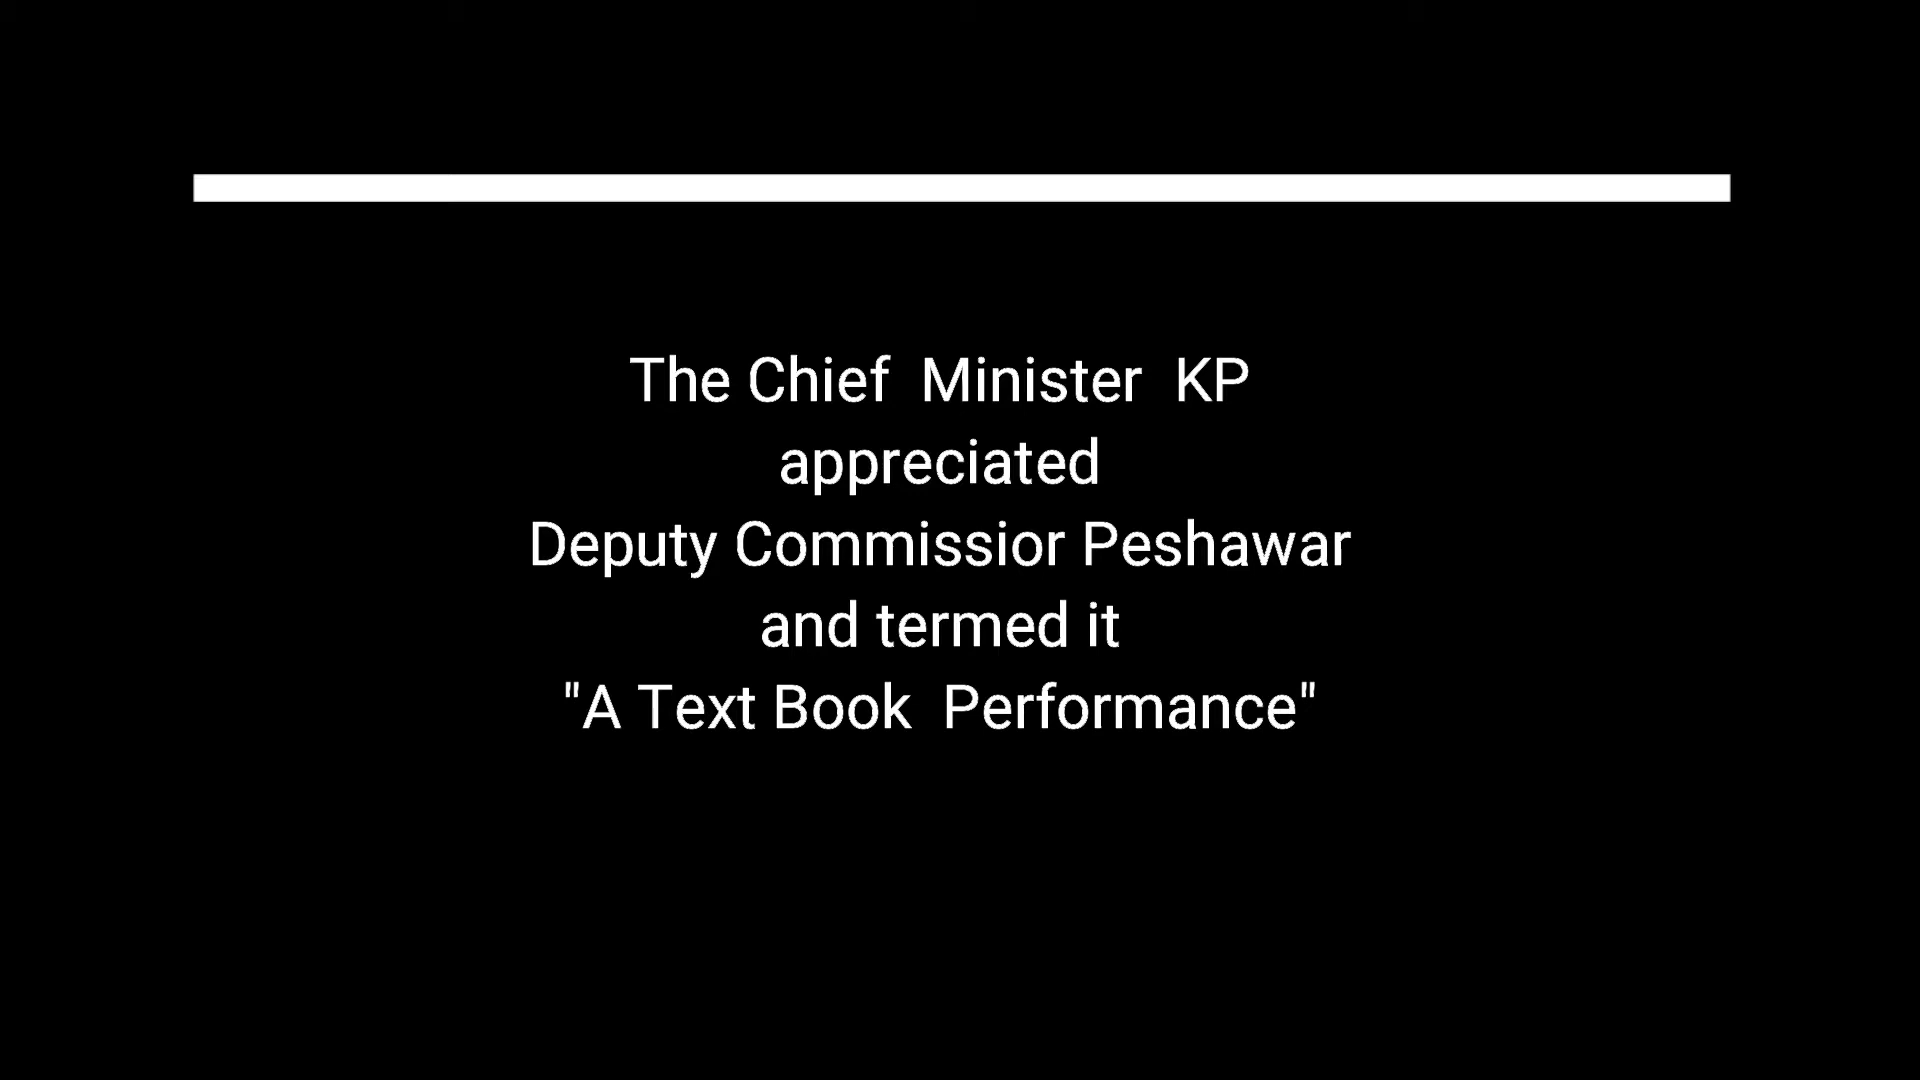 The Chief  Minister  KP
appreciated
Deputy Commissior Peshawar
and termed it
"A Text Book  Performance"